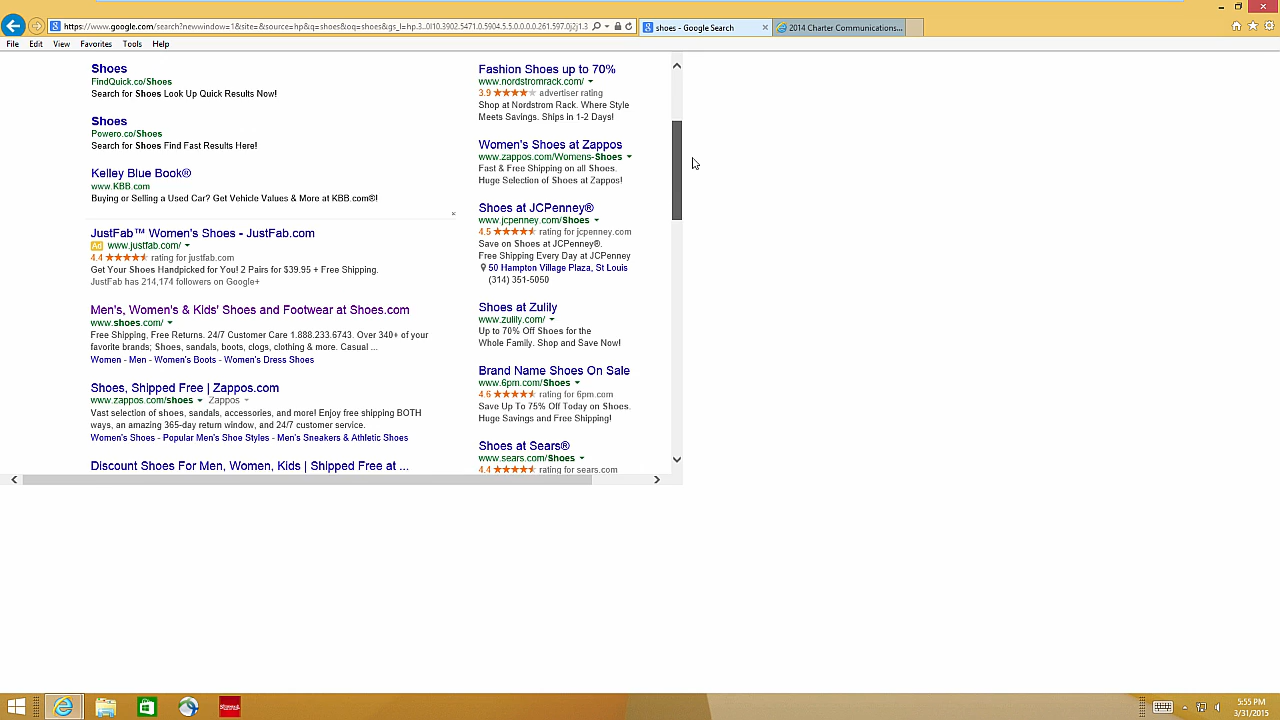 https://www.google.com/search?newwindow=1&site=&source=hp&q=shoes&oq=shoes&gs_l=hp.3..0l10.3902.5471.0.5904.5.5.0.0.0.0.261.597.0j2j1.3
shoes - Google Search
2014 Charter Communications...
File Edit View Favorites Tools Help
Shoes
FindQuick.co/Shoes
Search for Shoes Look Up Quick Results Now!
Shoes
Powero.co/Shoes
Search for Shoes Find Fast Results Here!
Kelley Blue Book®
www.KBB.com
Buying or Selling a Used Car? Get Vehicle Values & More at KBB.com®!
JustFab™ Women's Shoes - JustFab.com
Ad www.justfab.com/
4.4 rating for justfab.com
Get Your Shoes Handpicked for You! 2 Pairs for $39.95 + Free Shipping.
JustFab has 214,174 followers on Google+
Men's, Women's & Kids' Shoes and Footwear at Shoes.com
www.shoes.com/
Free Shipping, Free Returns. 24/7 Customer Care 1.888.233.6743. Over 340+ of your
favorite brands; Shoes, sandals, boots, clogs, clothing & more. Casual ...
Women - Men - Women's Boots - Women's Dress Shoes
Shoes, Shipped Free | Zappos.com
www.zappos.com/shoes Zappos
Vast selection of shoes, sandals, accessories, and more! Enjoy free shipping BOTH
ways, an amazing 365-day return window, and 24/7 customer service.
Women's Shoes - Popular Men's Shoe Styles - Men's Sneakers & Athletic Shoes
Discount Shoes For Men, Women, Kids | Shipped Free at ...
Fashion Shoes up to 70%
www.nordstromrack.com/
3.9 advertiser rating
Shop at Nordstrom Rack. Where Style
Meets Savings. Ships in 1-2 Days!
Women's Shoes at Zappos
www.zappos.com/Womens-Shoes
Fast & Free Shipping on all Shoes.
Huge Selection of Shoes at Zappos!
Shoes at JCPenney®
www.jcpenney.com/Shoes
4.5 rating for jcpenney.com
Save on Shoes at JCPenney®.
Free Shipping Every Day at JCPenney
50 Hampton Village Plaza, St Louis
(314) 351-5050
Shoes at Zulily
www.zulily.com/
Up to 70% Off Shoes for the
Whole Family. Shop and Save Now!
Brand Name Shoes On Sale
www.6pm.com/Shoes
4.6 rating for 6pm.com
Save Up To 75% Off Today on Shoes.
Huge Savings and Free Shipping!
Shoes at Sears®
www.sears.com/Shoes
4.4 rating for sears.com
5:55 PM
3/31/2015